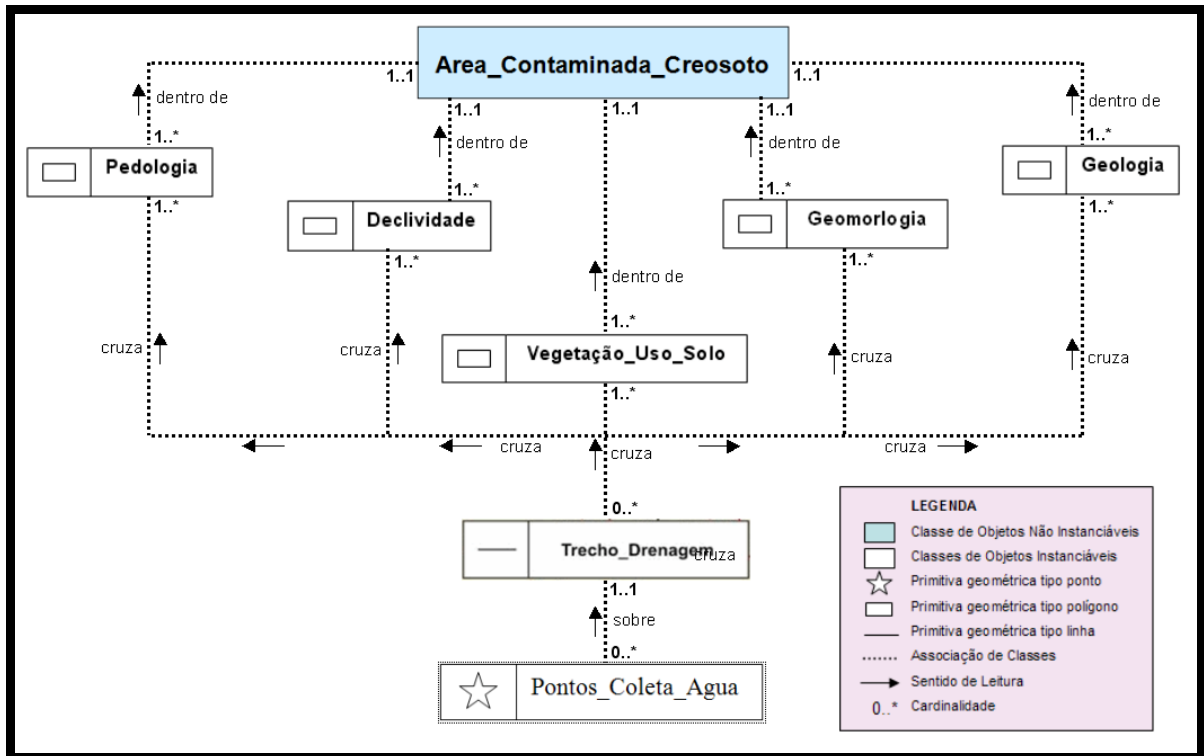 Area_Contaminada_Creosoto
1..1
1..1
1..1
1..1
1..1
dentro de
dentro de
dentro de
dentro de
dentro de
1..*
Pedologia
1..*
1..*
Declividade
1..*
1..*
Geomorlogia
1..*
1..*
Geologia
1..*
1..*
Vegetação_Uso_Solo
1..*
cruza
cruza
cruza
cruza
cruza
cruza
cruza
0..*
Trecho_Drenagem
cruza
1..1
sobre
0..*
Pontos_Coleta_Agua
LEGENDA
Classe de Objetos Não Instanciáveis
Classes de Objetos Instanciáveis
Primitiva geométrica tipo ponto
Primitiva geométrica tipo polígono
Primitiva geométrica tipo linha
Associação de Classes
Sentido de Leitura
0..* Cardinalidade